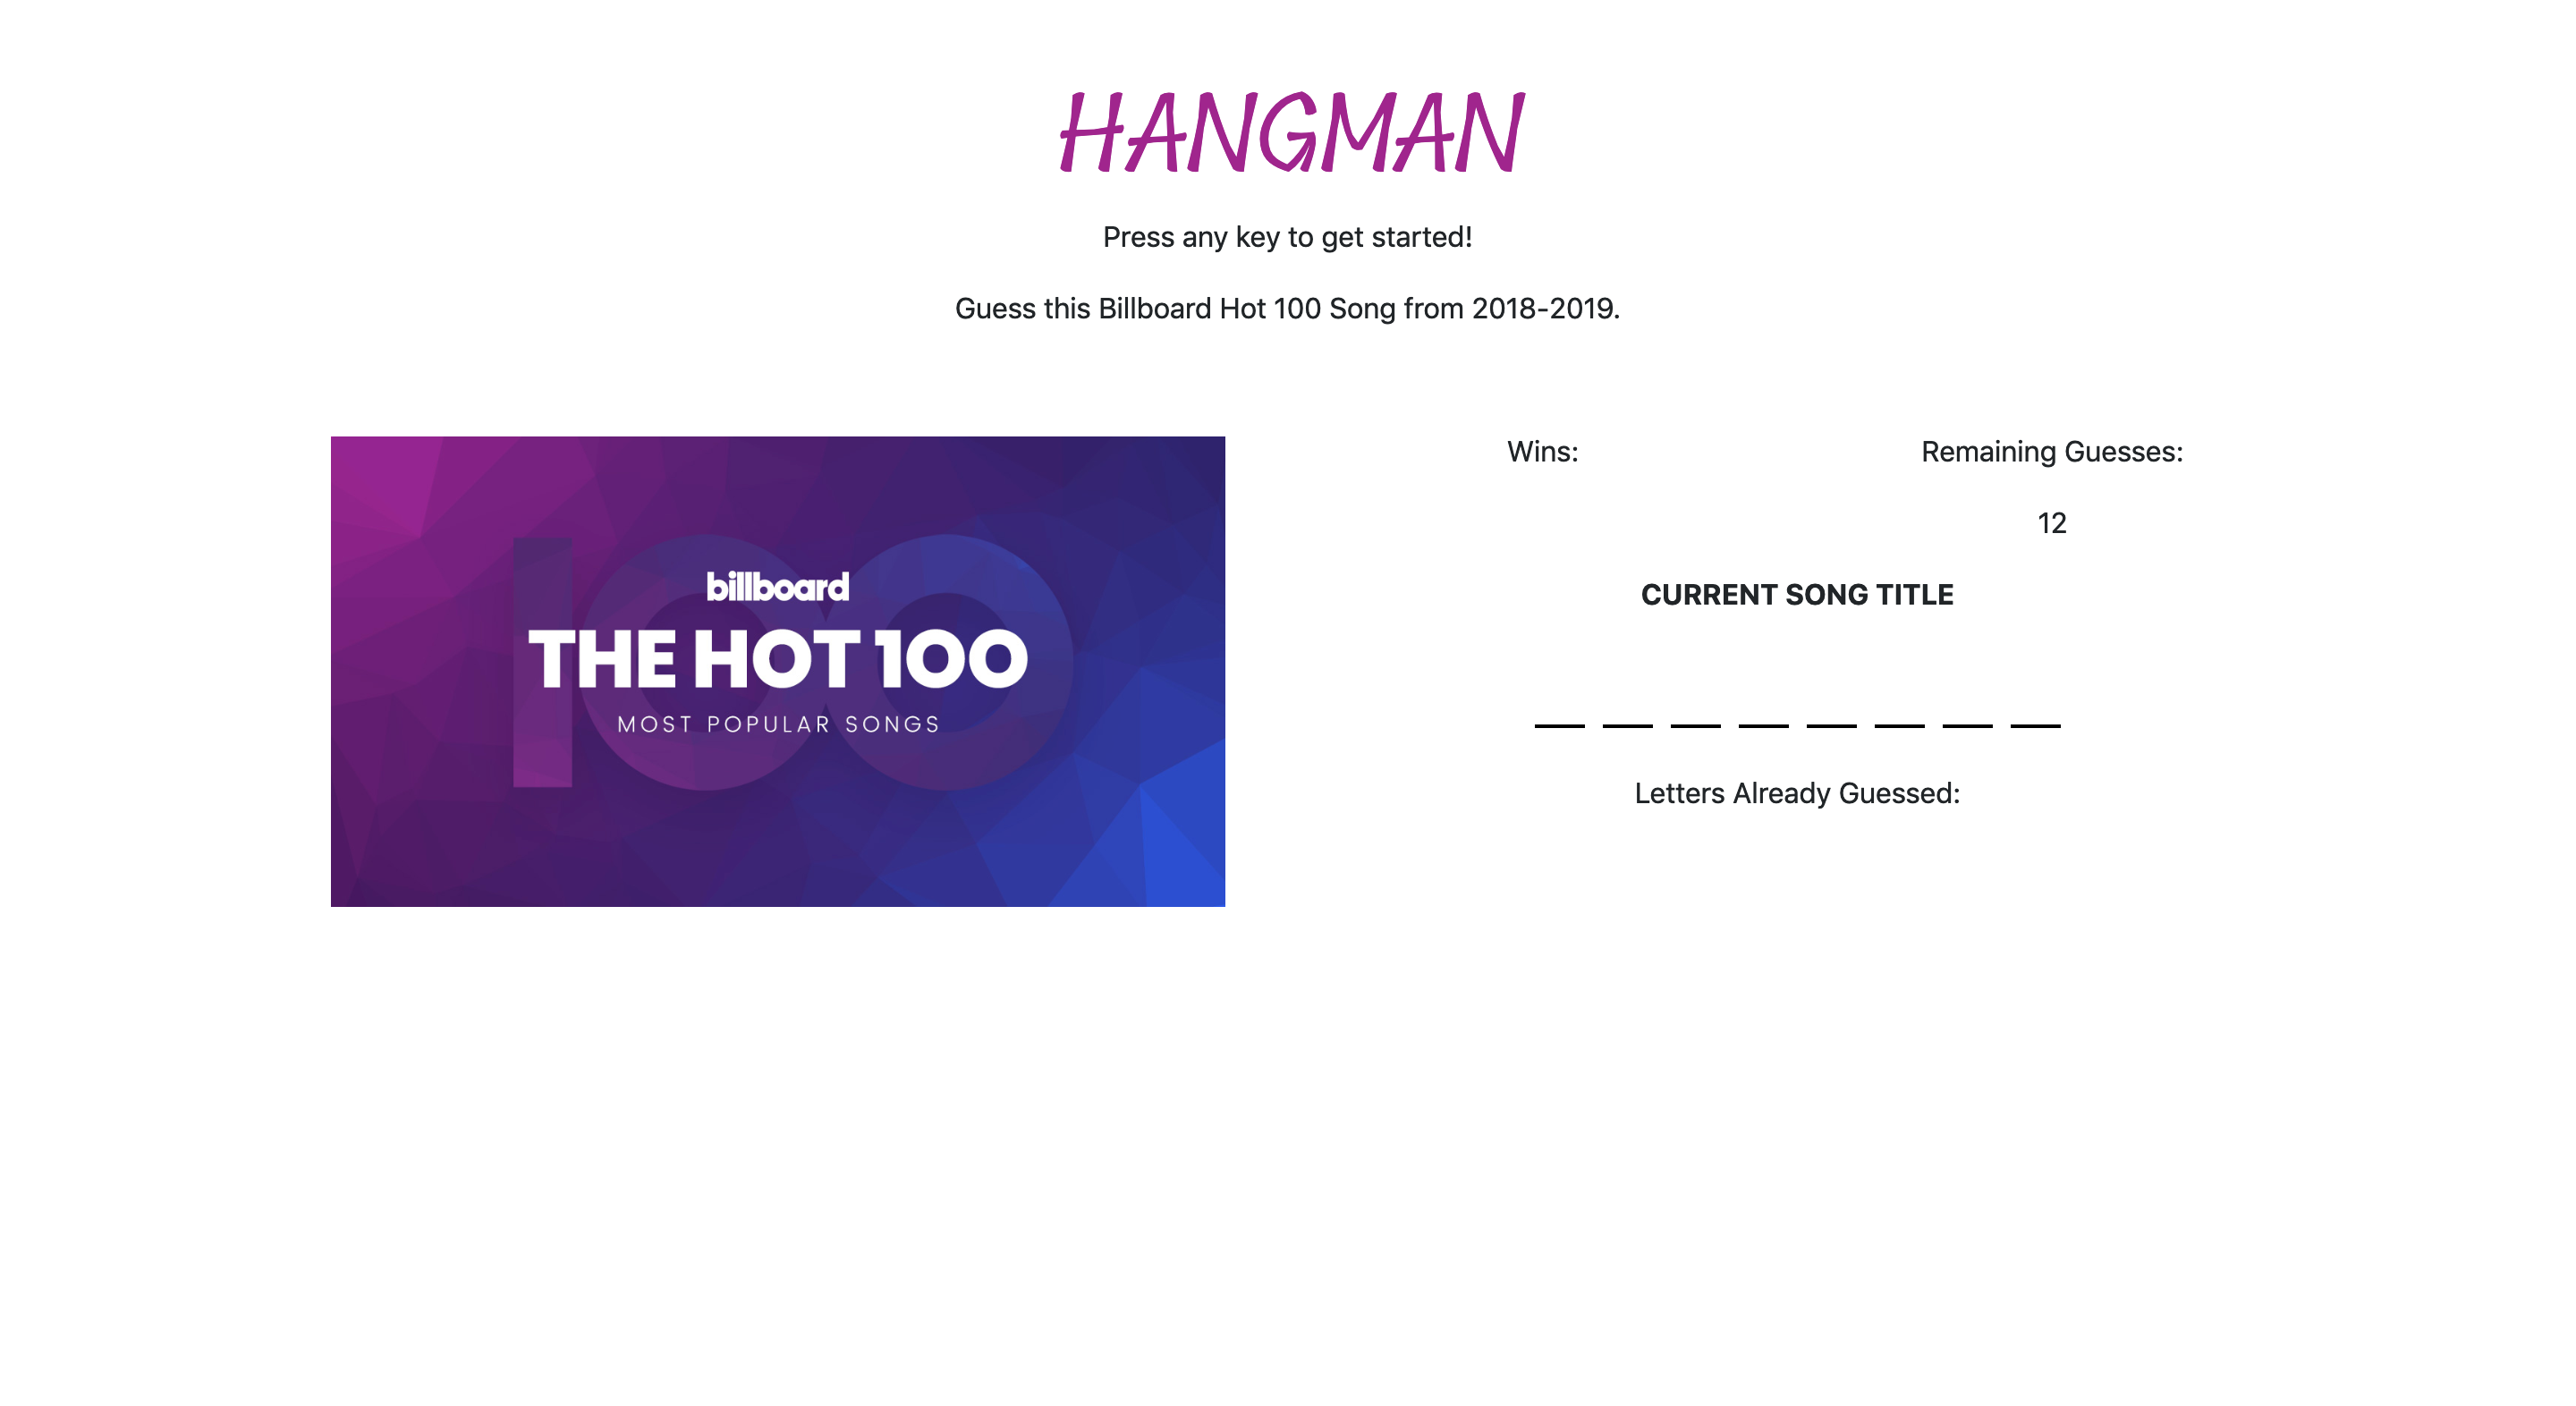 HANGMAN
Press any key to get started!
Guess this Billboard Hot 100 Song from 2018-2019.
100
billboard
THE HOT 100
MOST POPULAR SONGS
Wins:
Remaining Guesses:
12
CURRENT SONG TITLE
_ _ _ _ _ _ _ _
Letters Already Guessed: